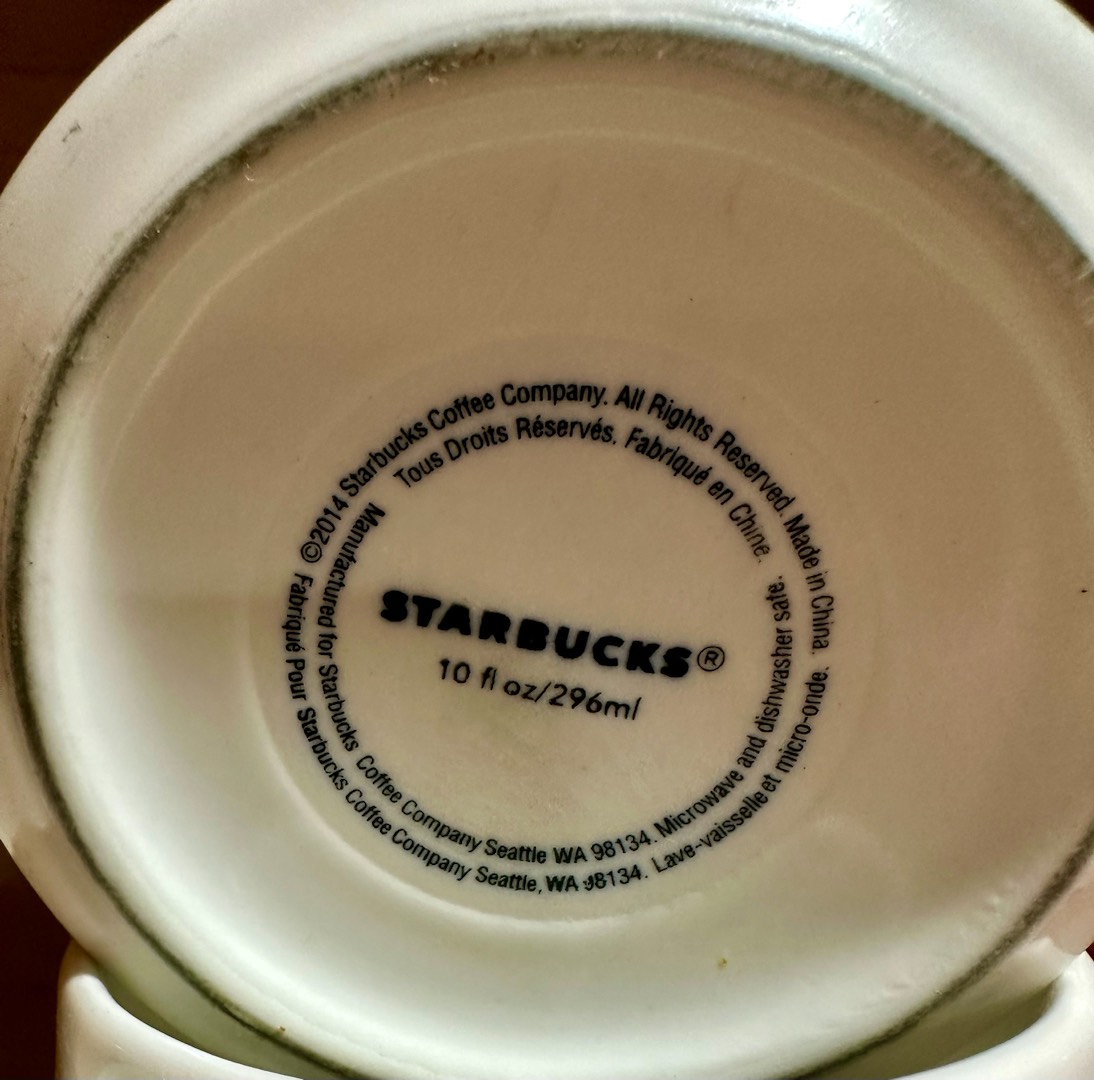 ©2014 Starbucks Coffee Company. All Rights Reserved. Made in China.
Tous Droits Réservés. Fabriqué en Chine.
STARBUCKS®
10 fl oz/296ml
Manufactured for Starbucks Coffee Company Seattle WA 98134. Microwave and dishwasher safe.
Fabriqué Pour Starbucks Coffee Company Seattle, WA 98134. Lave-vaisselle et micro-onde.